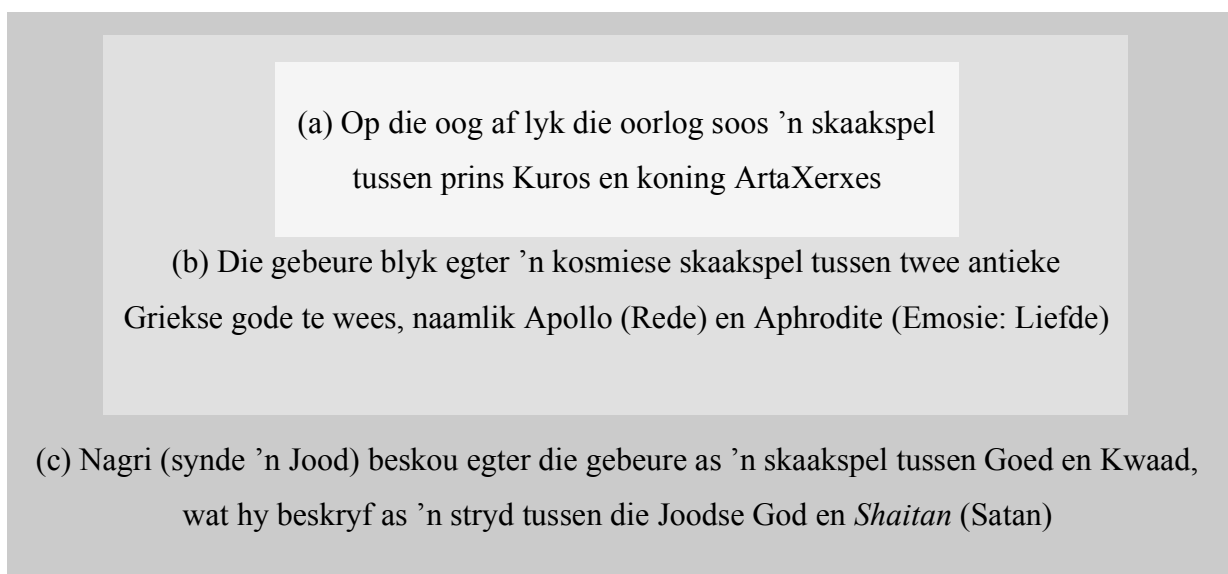 (a) Op die oog af lyk die oorlog soos ’n skaakspel
tussen prins Kuros en koning ArtaXerxes
(b) Die gebeure blyk egter ’n kosmiese skaakspel tussen twee antieke
Griekse gode te wees, naamlik Apollo (Rede) en Aphrodite (Emosie: Liefde)
(c) Nagri (synde ’n Jood) beskou egter die gebeure as ’n skaakspel tussen Goed en Kwaad,
wat hy beskryf as ’n stryd tussen die Joodse God en Shaitan (Satan)